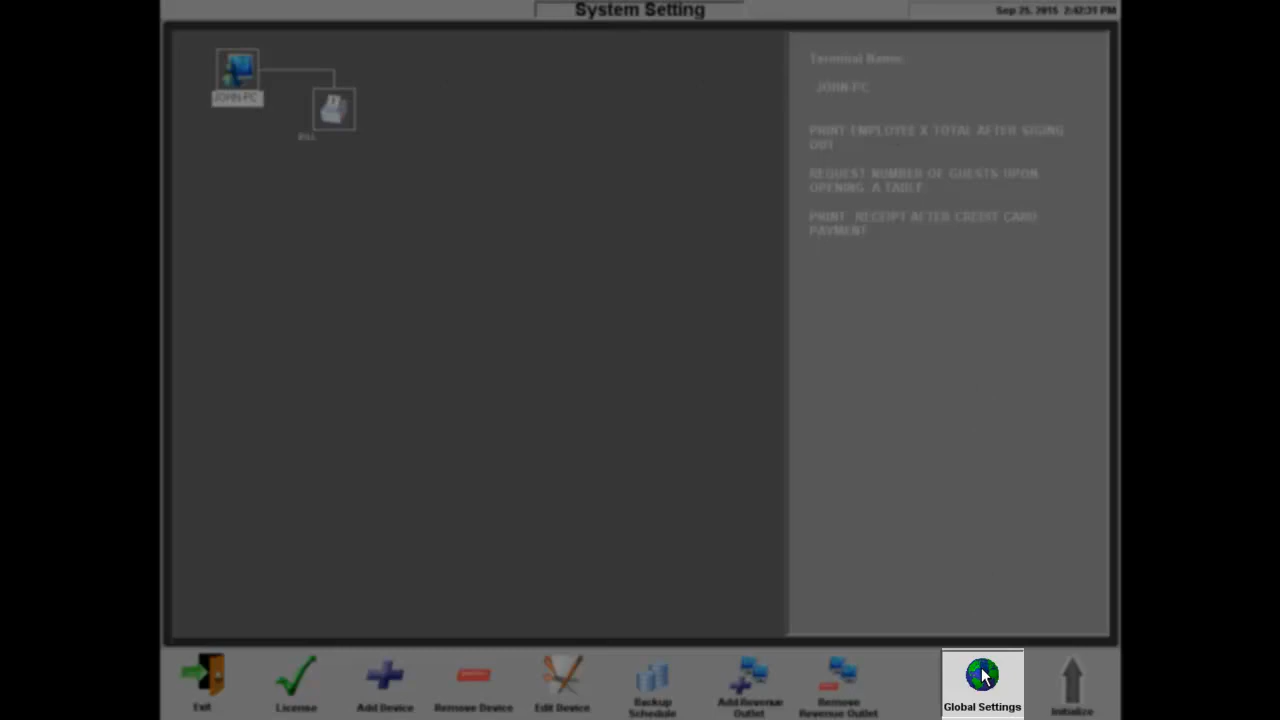 System Setting
Sep 25, 2015 2:42:31 PM
JOHN-PC
BILL
Terminal Name:
JOHN-PC
PRINT EMPLOYEE X TOTAL AFTER SIGING
OUT
REQUEST NUMBER OF GUESTS UPON
OPENING A TABLE
PRINT RECEIPT AFTER CREDIT CARD
PAYMENT
Exit
License
Add Device
Remove Device
Edit Device
Backup
Schedule
Add Revenue
Outlet
Remove
Revenue Outlet
Global Settings
Initialize